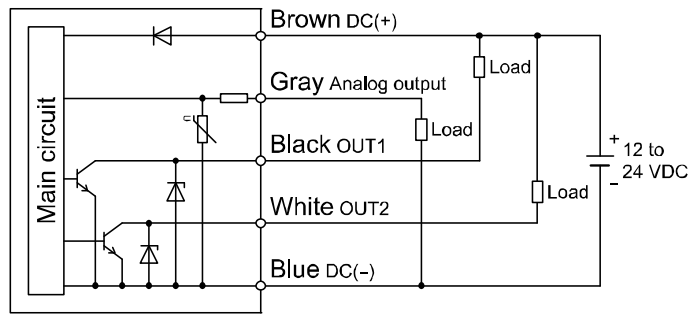 Brown DC(+)
Load
Gray Analog output
Load
Main circuit
Black OUT1
+
12 to
24 VDC
-
White OUT2
Load
Blue DC(–)
U